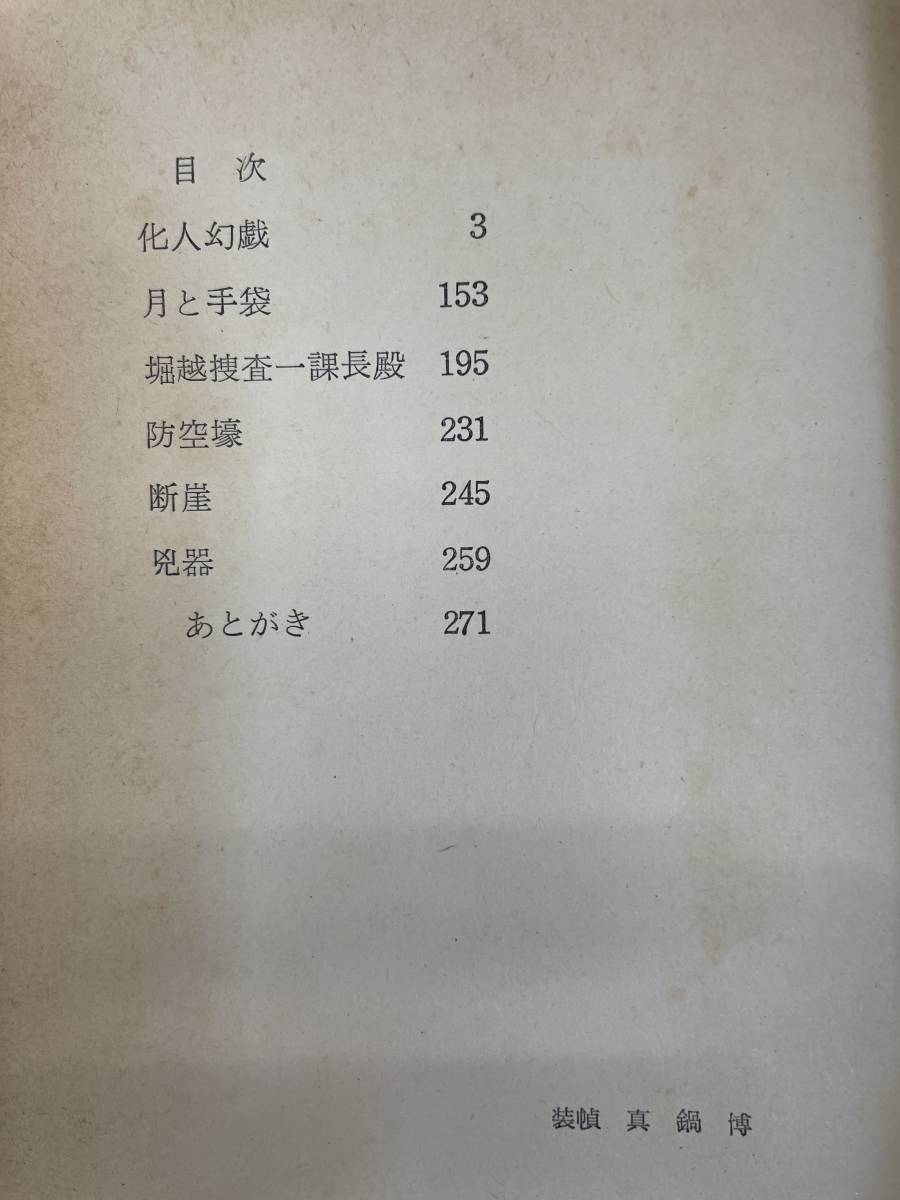 目 次
化人幻戯 3
月と手袋 153
堀越捜査一課長殿 195
防空壕 231
断崖 245
兇器 259
あとがき 271
装幀 真鍋博